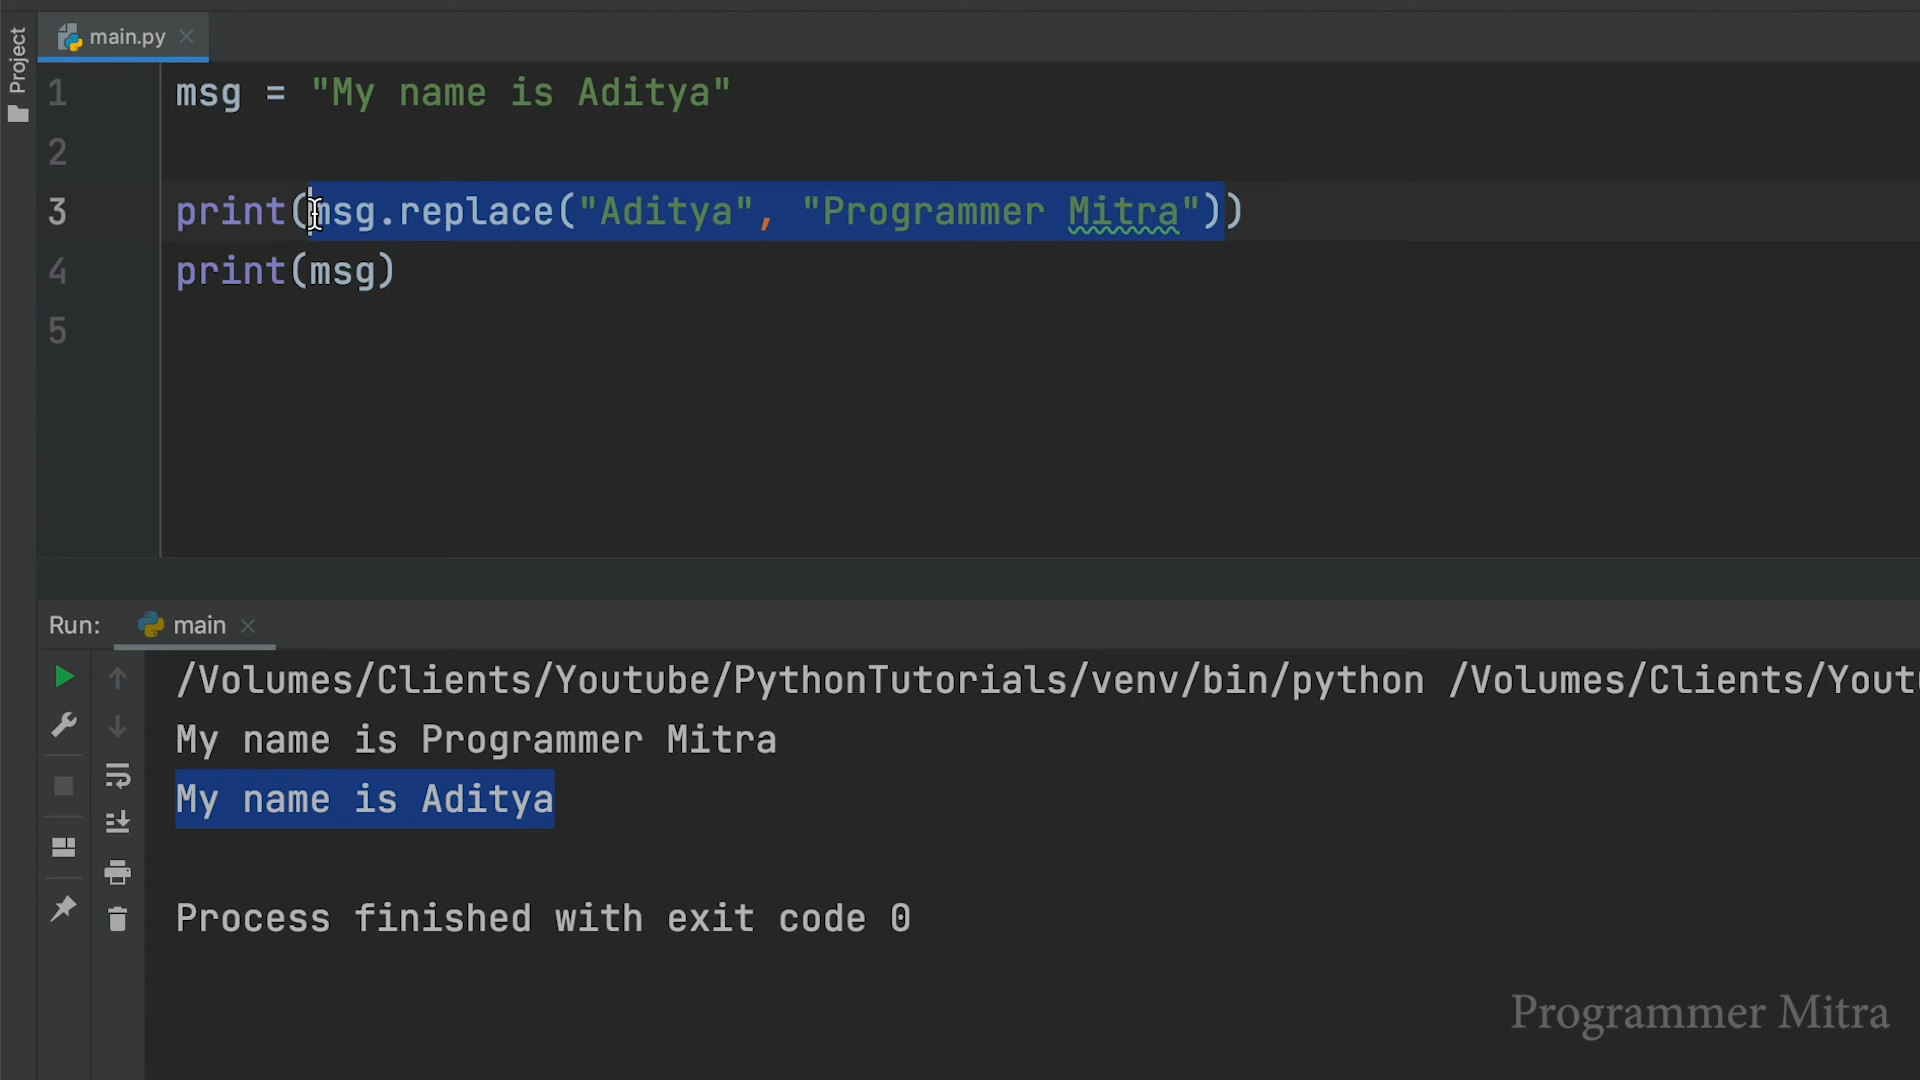 Project
main.py
1 msg = "My name is Aditya"
2
3 print(msg.replace("Aditya", "Programmer Mitra"))
4 print(msg)
5
Run: main
/Volumes/Clients/Youtube/PythonTutorials/venv/bin/python /Volumes/Clients/Yout
My name is Programmer Mitra
My name is Aditya
Process finished with exit code 0
Programmer Mitra